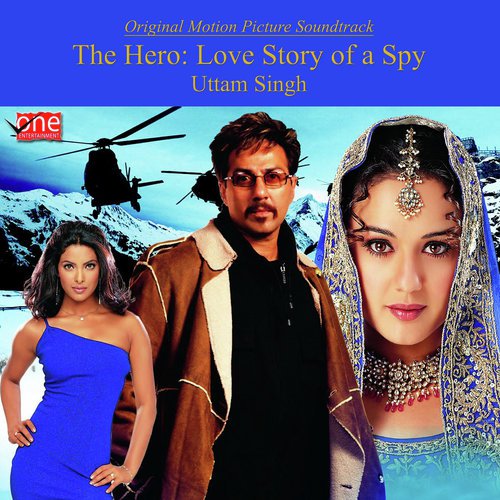 Original Motion Picture Soundtrack
The Hero: Love Story of a Spy
Uttam Singh
one
ENTERTAINMENT